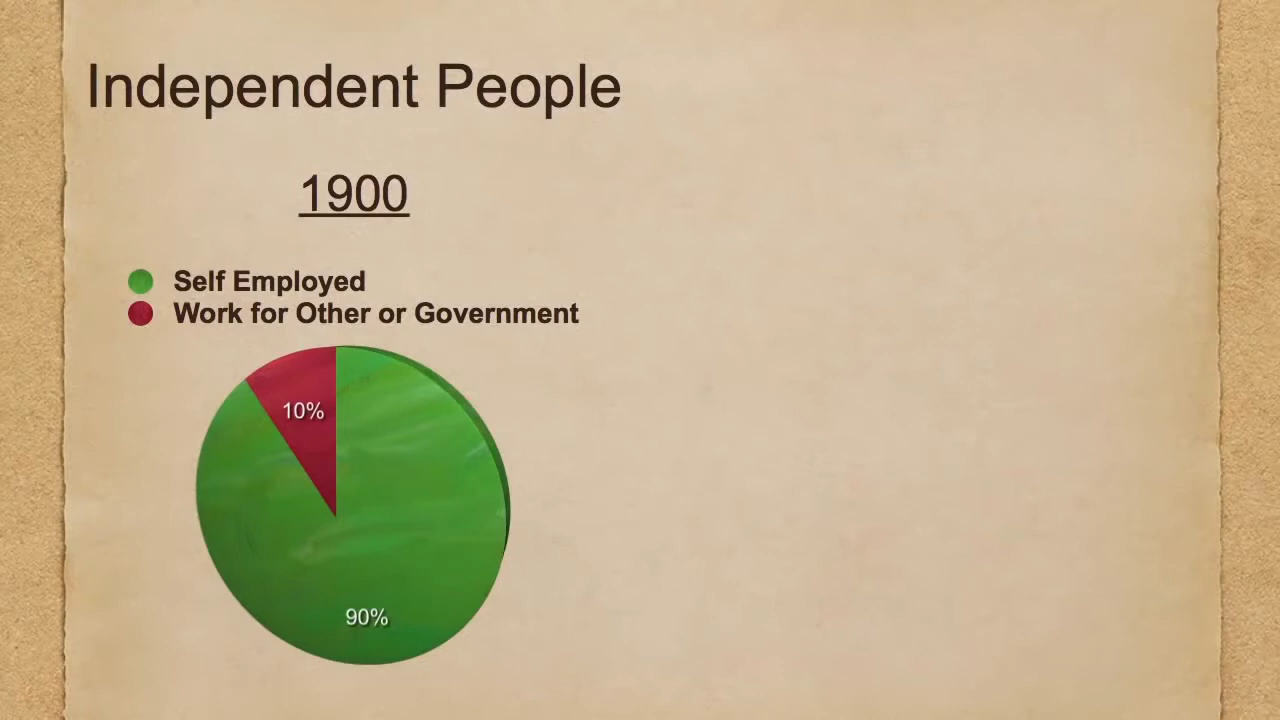 Independent People
1900
Self Employed
Work for Other or Government
10%
90%